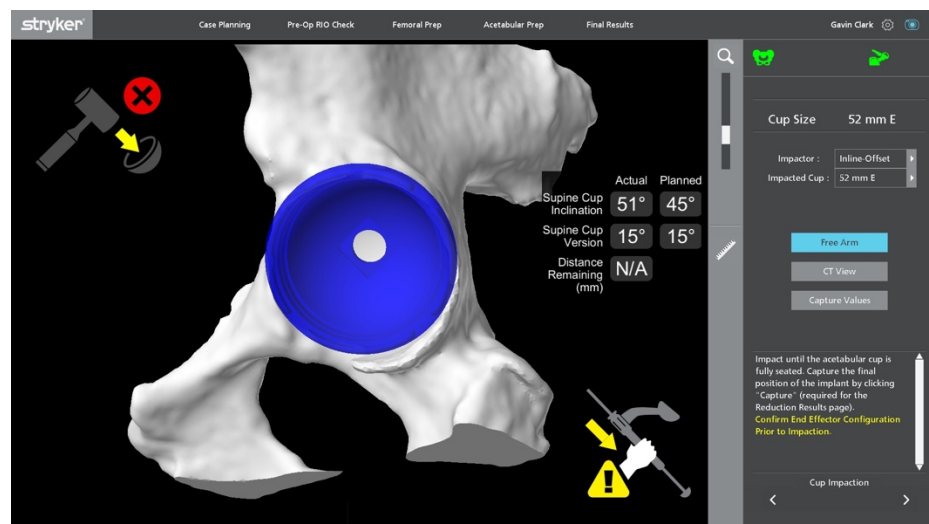 stryker
Case Planning
Pre-Op RIO Check
Femoral Prep
Acetabular Prep
Final Results
Gavin Clark
Actual Planned
Supine Cup
Inclination
51° 45°
Supine Cup
Version
15° 15°
Distance
Remaining
(mm)
N/A
Cup Size 52 mm E
Impactor : Inline-Offset
Impacted Cup : 52 mm E
Free Arm
CT View
Capture Values
Impact until the acetabular cup is
fully seated. Capture the final
position of the implant by clicking
"Capture" (required for the
Reduction Results page).
Confirm End Effector Configuration
Prior to Impaction.
Cup Impaction